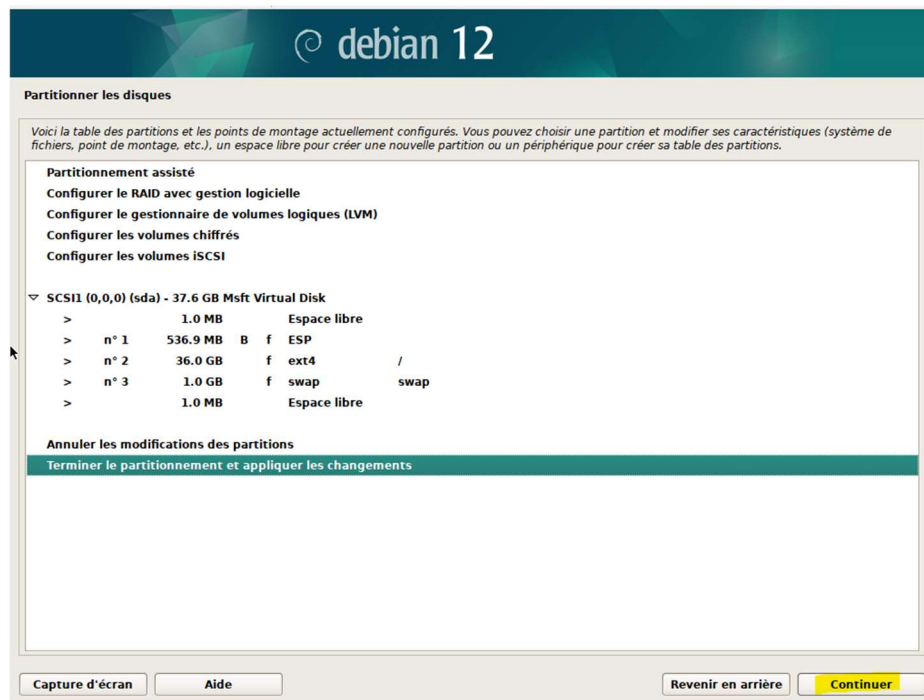 debian 12
Partitionner les disques
Voici la table des partitions et les points de montage actuellement configurés. Vous pouvez choisir une partition et modifier ses caractéristiques (système de
fichiers, point de montage, etc.), un espace libre pour créer une nouvelle partition ou un périphérique pour créer sa table des partitions.
Partitionnement assisté
Configurer le RAID avec gestion logicielle
Configurer le gestionnaire de volumes logiques (LVM)
Configurer les volumes chiffrés
Configurer les volumes iSCSI
SCSI1 (0,0,0) (sda) - 37.6 GB Msft Virtual Disk
> 1.0 MB Espace libre
> n° 1 536.9 MB B f ESP
> n° 2 36.0 GB f ext4 /
> n° 3 1.0 GB f swap swap
> 1.0 MB Espace libre
Annuler les modifications des partitions
Terminer le partitionnement et appliquer les changements
Capture d'écran Aide Revenir en arrière Continuer